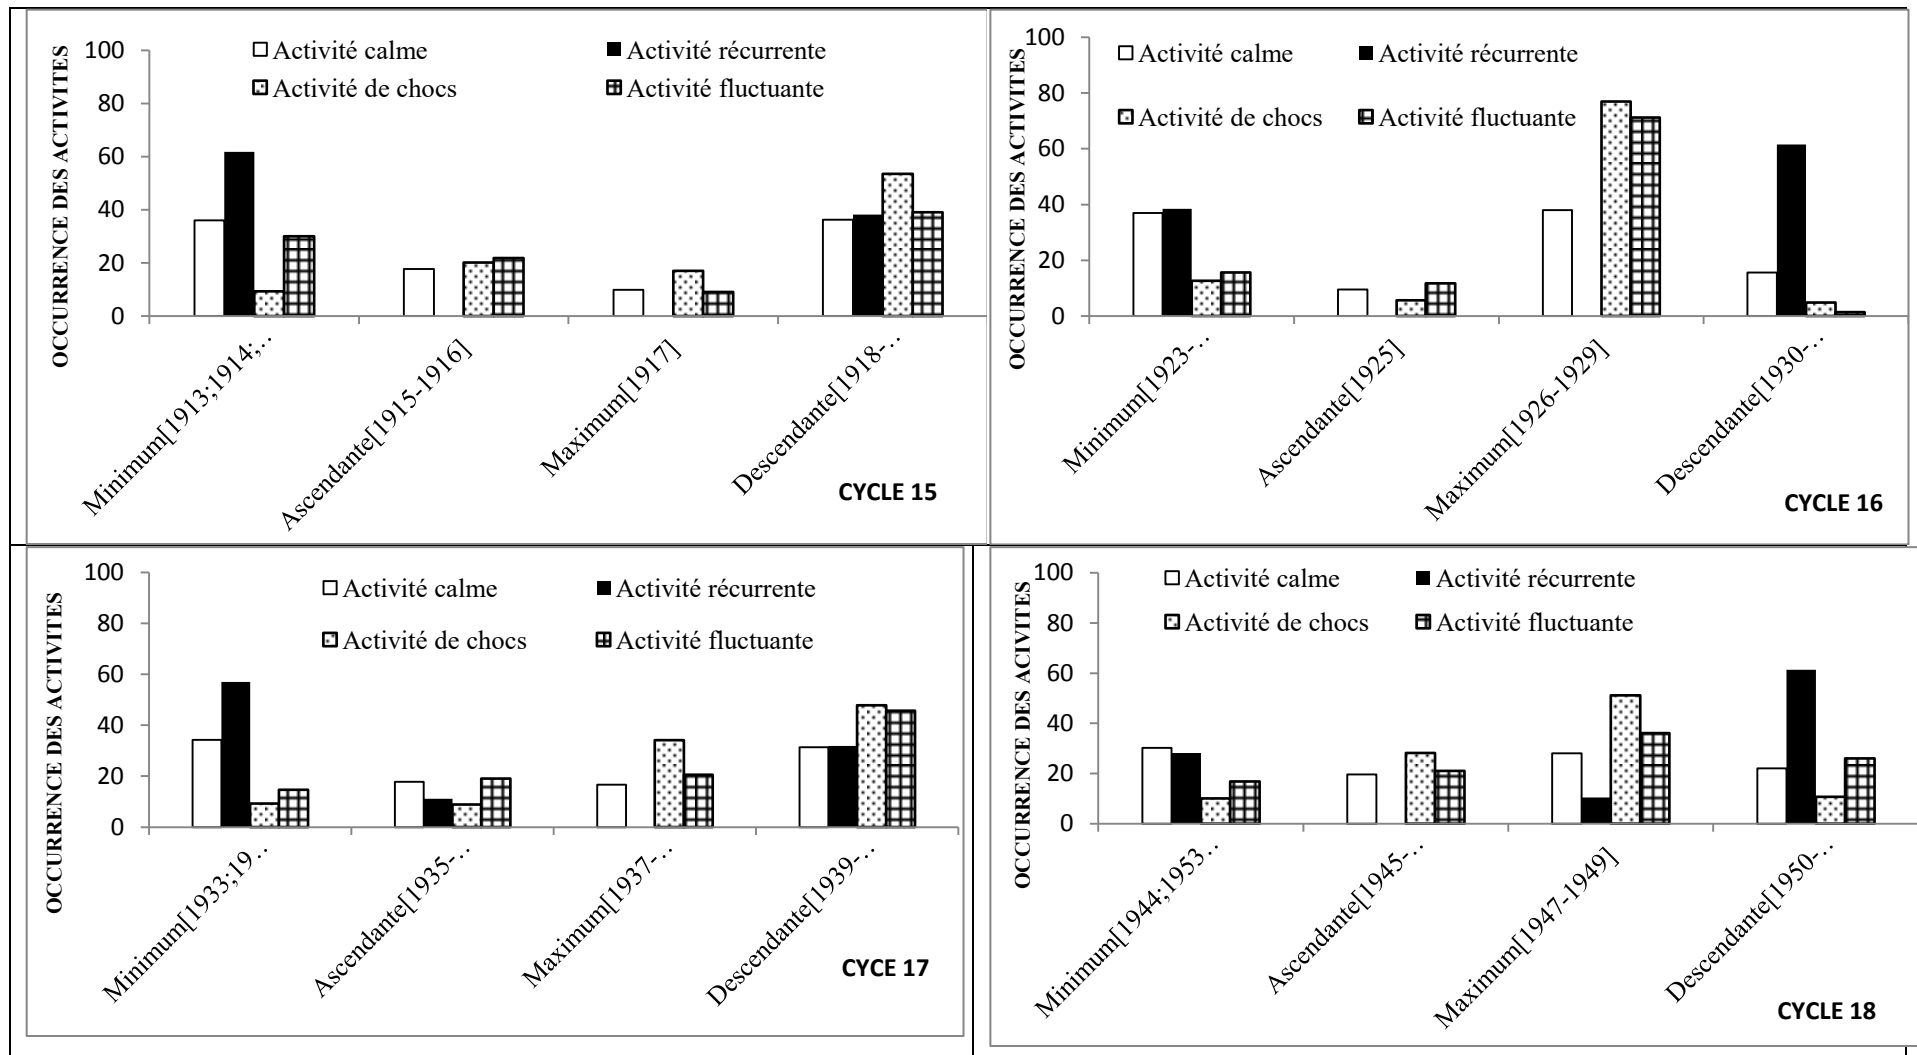 OCCURRENCE DES ACTIVITES
100
80
60
40
20
0
Activité calme
Activité récurrente
Activité de chocs
Activité fluctuante
Minimum[1913;1914;…
Ascendante[1915-1916]
Maximum[1917]
Descendante[1918-…
CYCLE 15
OCCURRENCE DES ACTIVITES
100
80
60
40
20
0
Activité calme
Activité récurrente
Activité de chocs
Activité fluctuante
Minimum[1923-…
Ascendante[1925]
Maximum[1926-1929]
Descendante[1930-…
CYCLE 16
OCCURRENCE DES ACTIVITES
100
80
60
40
20
0
Activité calme
Activité récurrente
Activité de chocs
Activité fluctuante
Minimum[1933;19…
Ascendante[1935-…
Maximum[1937-…
Descendante[1939-…
CYCE 17
OCCURRENCE DES ACIVITES
100
80
60
40
20
0
Activité calme
Activité récurrente
Activité de chocs
Activité fluctuante
Minimum[1944;1953…
Ascendante[1945-…
Maximum[1947-1949]
Descendante[1950-…
CYCLE 18